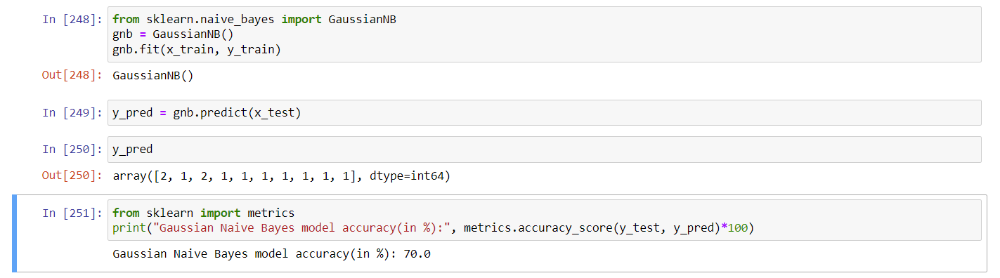 In [248]: from sklearn.naive_bayes import GaussianNB
gnb = GaussianNB()
gnb.fit(x_train, y_train)
Out[248]: GaussianNB()
In [249]: y_pred = gnb.predict(x_test)
In [250]: y_pred
Out[250]: array([2, 1, 2, 1, 1, 1, 1, 1, 1, 1], dtype=int64)
In [251]: from sklearn import metrics
print("Gaussian Naive Bayes model accuracy(in %):", metrics.accuracy_score(y_test, y_pred)*100)
Gaussian Naive Bayes model accuracy(in %): 70.0